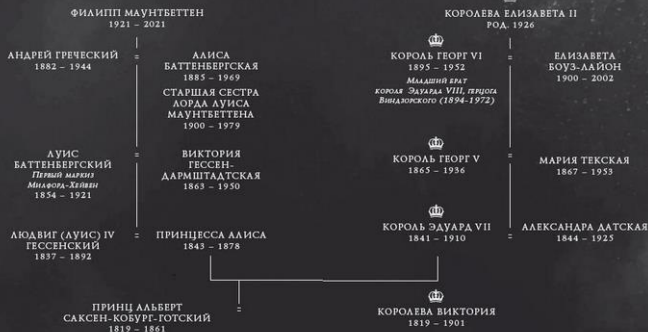 ФИЛИПП МАУНТБЕТТЕН
1921 – 2021
КОРОЛЕВА ЕЛИЗАВЕТА II
РОД. 1926
АНДРЕЙ ГРЕЧЕСКИЙ
1882 – 1944
=
АЛИСА
БАТТЕНБЕРГСКАЯ
1885 – 1969
СТАРШАЯ СЕСТРА
ЛОРДА ЛУИСА
МАУНТБЕТТЕНА
1900 – 1979
КОРОЛЬ ГЕОРГ VI
1895 – 1952
Младший брат
короля Эдуарда VIII, герцога
Виндзорского (1894-1972)
=
ЕЛИЗАВЕТА
БОУЗ-ЛАЙОН
1900 – 2002
ЛУИС
БАТТЕНБЕРГСКИЙ
Первый маркиз
Милфорд-Хейвен
1854 – 1921
=
ВИКТОРИЯ
ГЕССЕН-
ДАРМШТАДТСКАЯ
1863 – 1950
КОРОЛЬ ГЕОРГ V
1865 – 1936
=
МАРИЯ ТЕКСКАЯ
1867 – 1953
ЛЮДВИГ (ЛУИС) IV
ГЕССЕНСКИЙ
1837 – 1892
=
ПРИНЦЕССА АЛИСА
1843 – 1878
КОРОЛЬ ЭДУАРД VII
1841 – 1910
=
АЛЕКСАНДРА ДАТСКАЯ
1844 – 1925
ПРИНЦ АЛЬБЕРТ
САКСЕН-КОБУРГ-ГОТСКИЙ
1819 – 1861
=
КОРОЛЕВА ВИКТОРИЯ
1819 – 1901